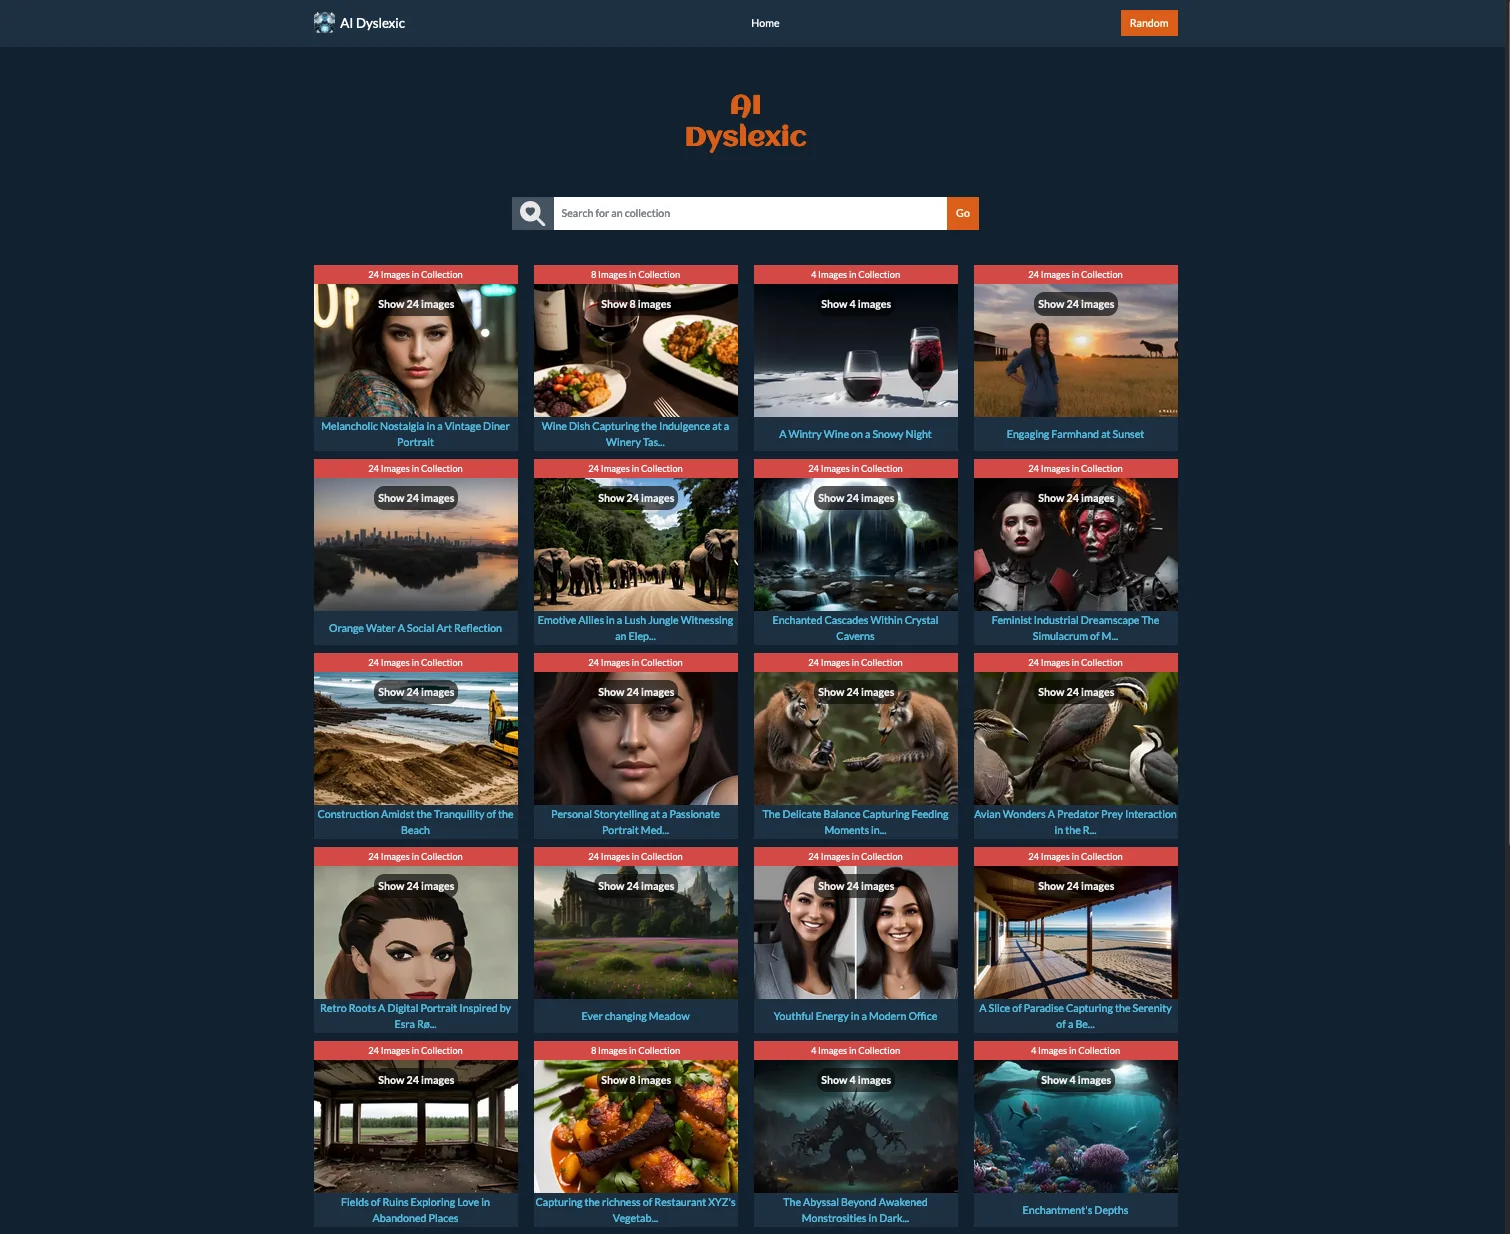 AI Dyslexic
Home
Random
AI
Dyslexic
Search for an collection
Go
24 Images in Collection
8 Images in Collection
4 Images in Collection
24 Images in Collection
UP
Show 24 images
Show 8 images
Show 4 images
Show 24 images
Melancholic Nostalgia in a Vintage Diner
Portrait
Wine Dish Capturing the Indulgence at a
Winery Tas...
A Wintry Wine on a Snowy Night
Engaging Farmhand at Sunset
24 Images in Collection
24 Images in Collection
24 Images in Collection
24 Images in Collection
Show 24 images
Show 24 images
Show 24 images
Show 24 images
Orange Water A Social Art Reflection
Emotive Allies in a Lush Jungle Witnessing
an Elep...
Enchanted Cascades Within Crystal
Caverns
Feminist Industrial Dreamscape The
Simulacrum of M...
24 Images in Collection
24 Images in Collection
24 Images in Collection
24 Images in Collection
Show 24 images
Show 24 images
Show 24 images
Show 24 images
Construction Amidst the Tranquility of the
Beach
Personal Storytelling at a Passionate
Portrait Med...
The Delicate Balance Capturing Feeding
Moments in...
Avian Wonders A Predator Prey Interaction
in the R...
24 Images in Collection
24 Images in Collection
24 Images in Collection
24 Images in Collection
Show 24 images
Show 24 images
Show 24 images
Show 24 images
Retro Roots A Digital Portrait Inspired by
Esra Rø...
Ever changing Meadow
Youthful Energy in a Modern Office
A Slice of Paradise Capturing the Serenity
of a Be...
24 Images in Collection
8 Images in Collection
4 Images in Collection
4 Images in Collection
Show 24 images
Show 8 images
Show 4 images
Show 4 images
Fields of Ruins Exploring Love in
Abandoned Places
Capturing the richness of Restaurant XYZ's
Vegetab...
The Abyssal Beyond Awakened
Monstrosities in Dark...
Enchantment's Depths